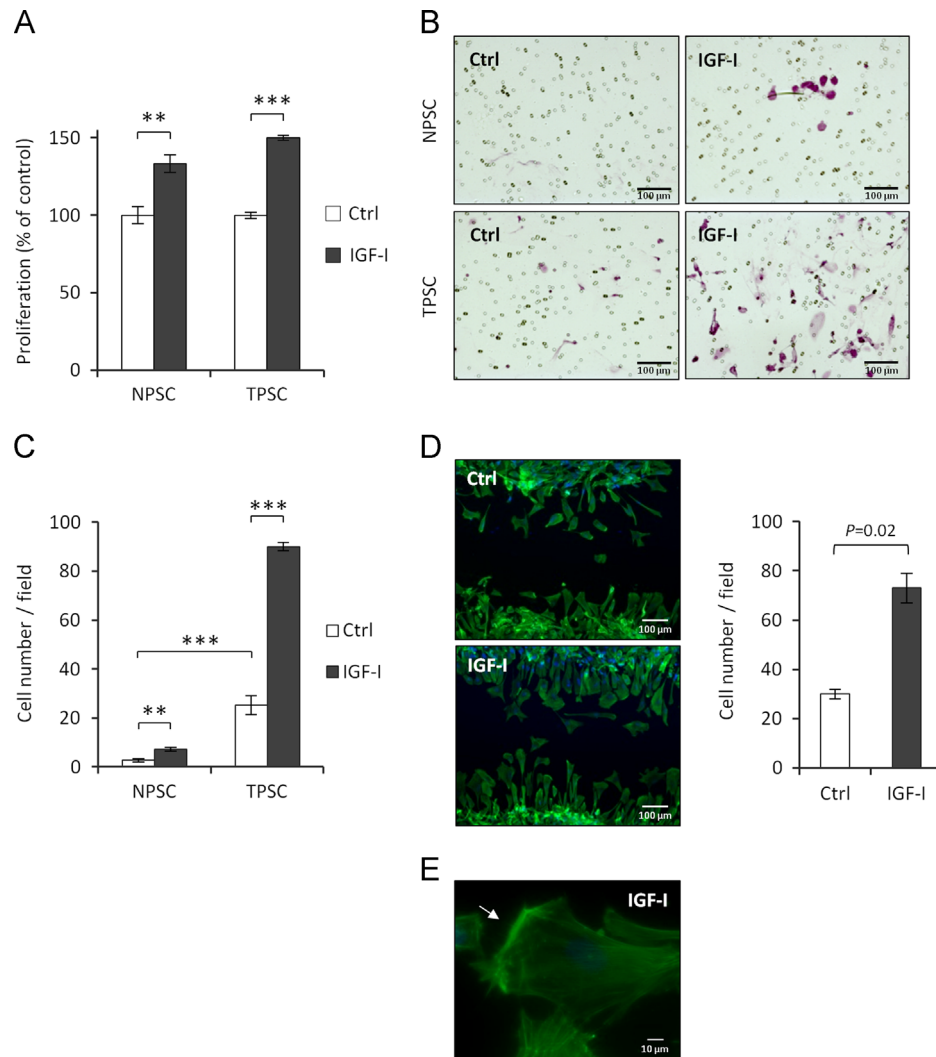 A
Proliferation (% of control)
150
100
50
0
**
***
NPSC
TPSC
Ctrl
IGF-I
B
NPSC
Ctrl
100 µm
IGF-I
100 µm
TPSC
Ctrl
100 µm
IGF-I
100 µm
C
Cell number / field
100
80
60
40
20
0
**
***
***
NPSC
TPSC
Ctrl
IGF-I
D
Ctrl
100 µm
IGF-I
100 µm
Cell number / field
100
80
60
40
20
0
P=0.02
Ctrl
IGF-I
E
IGF-I
10 µm